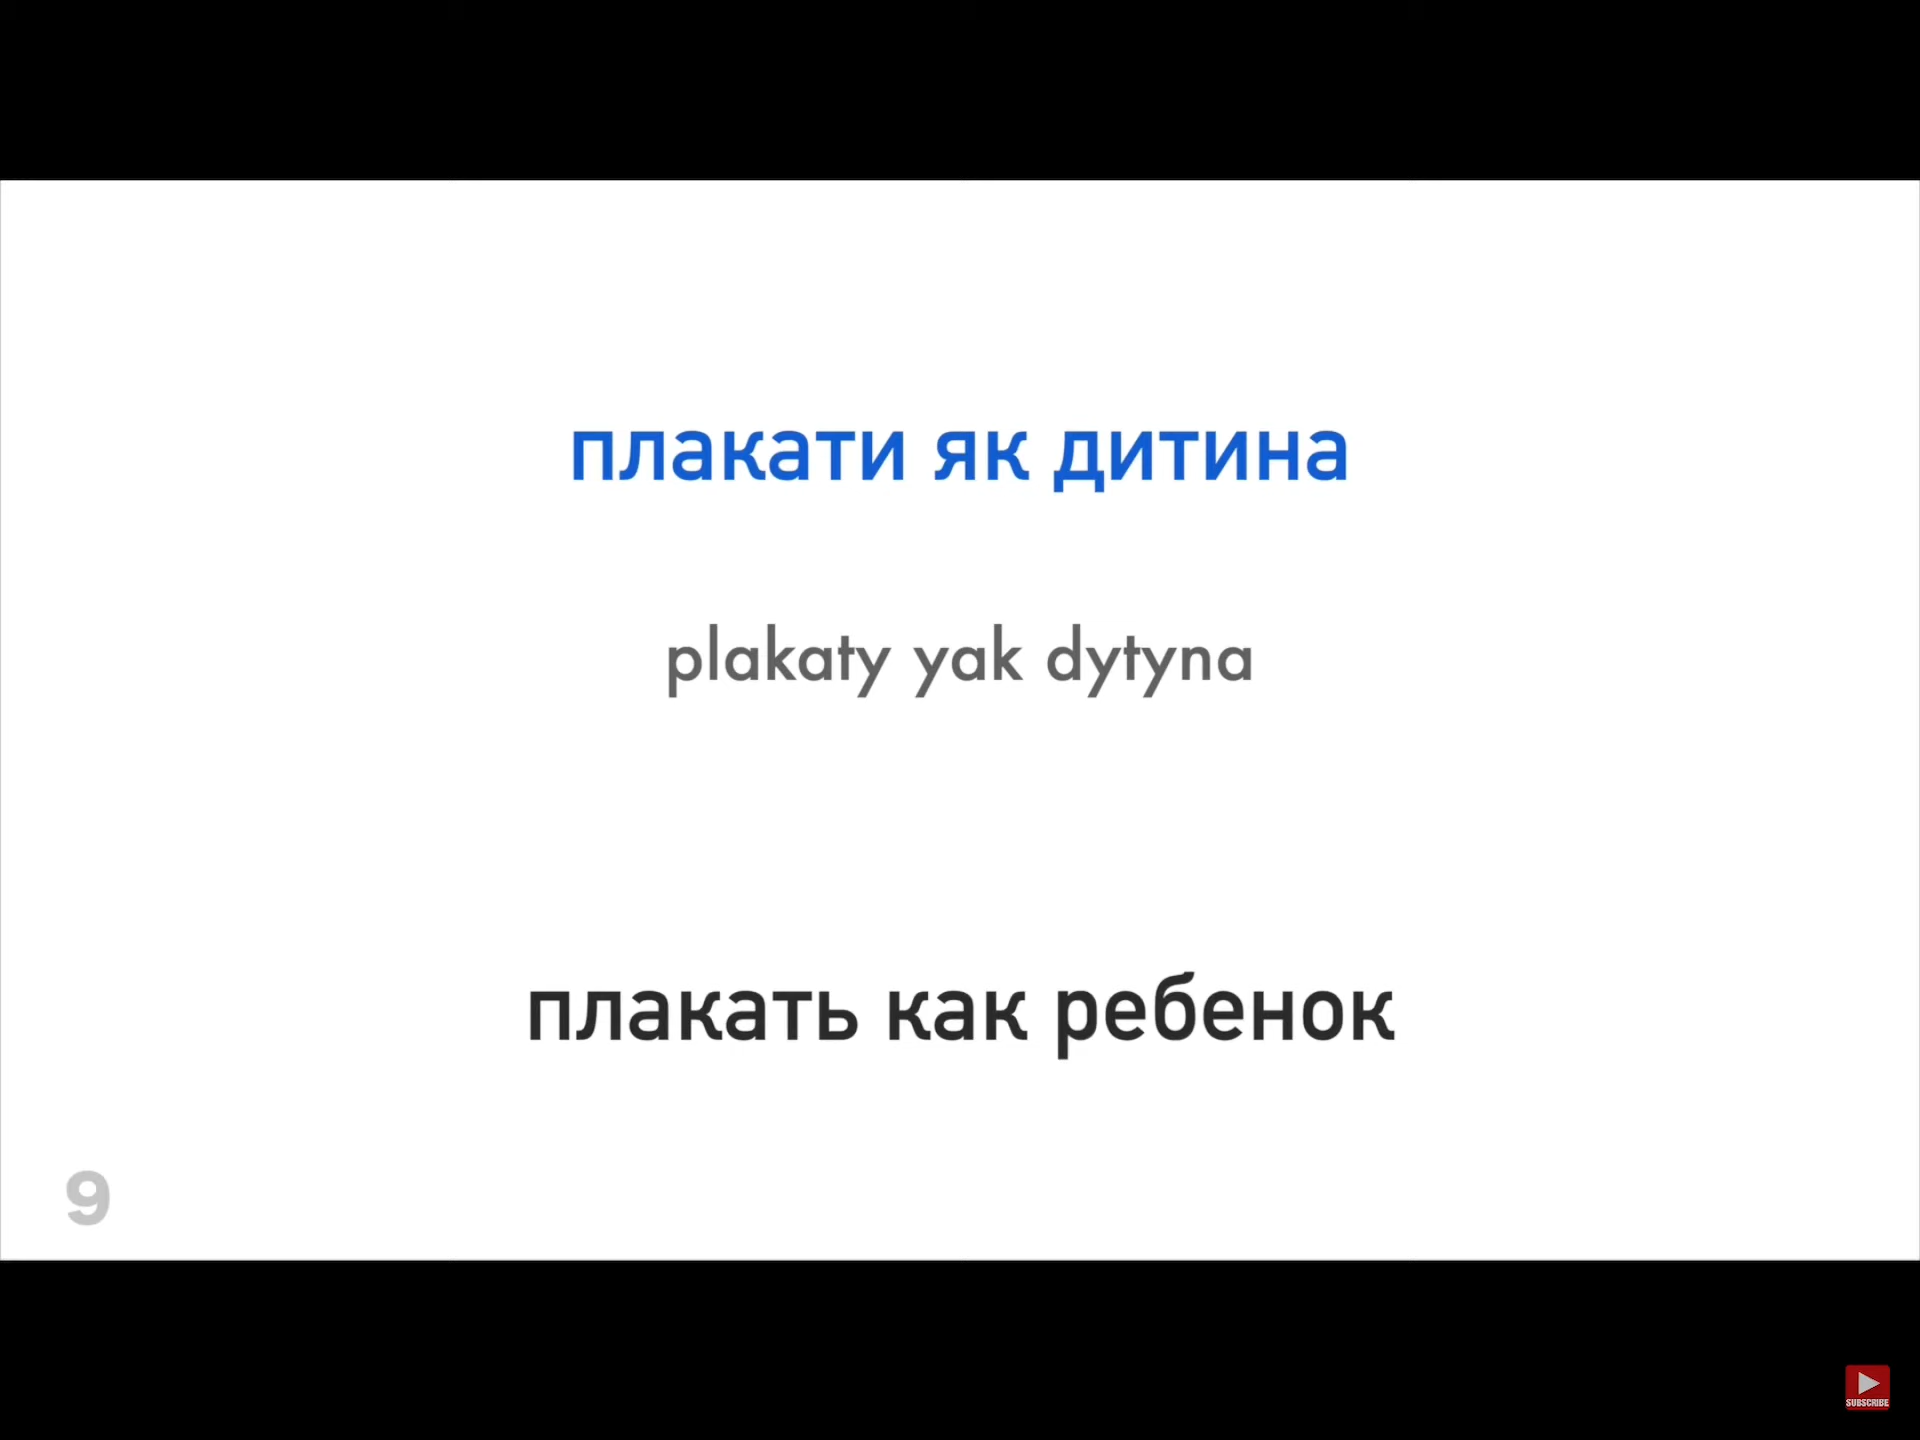 плакати як дитина
plakaty yak dytyna
плакать как ребенок
9
SUBSCRIBE